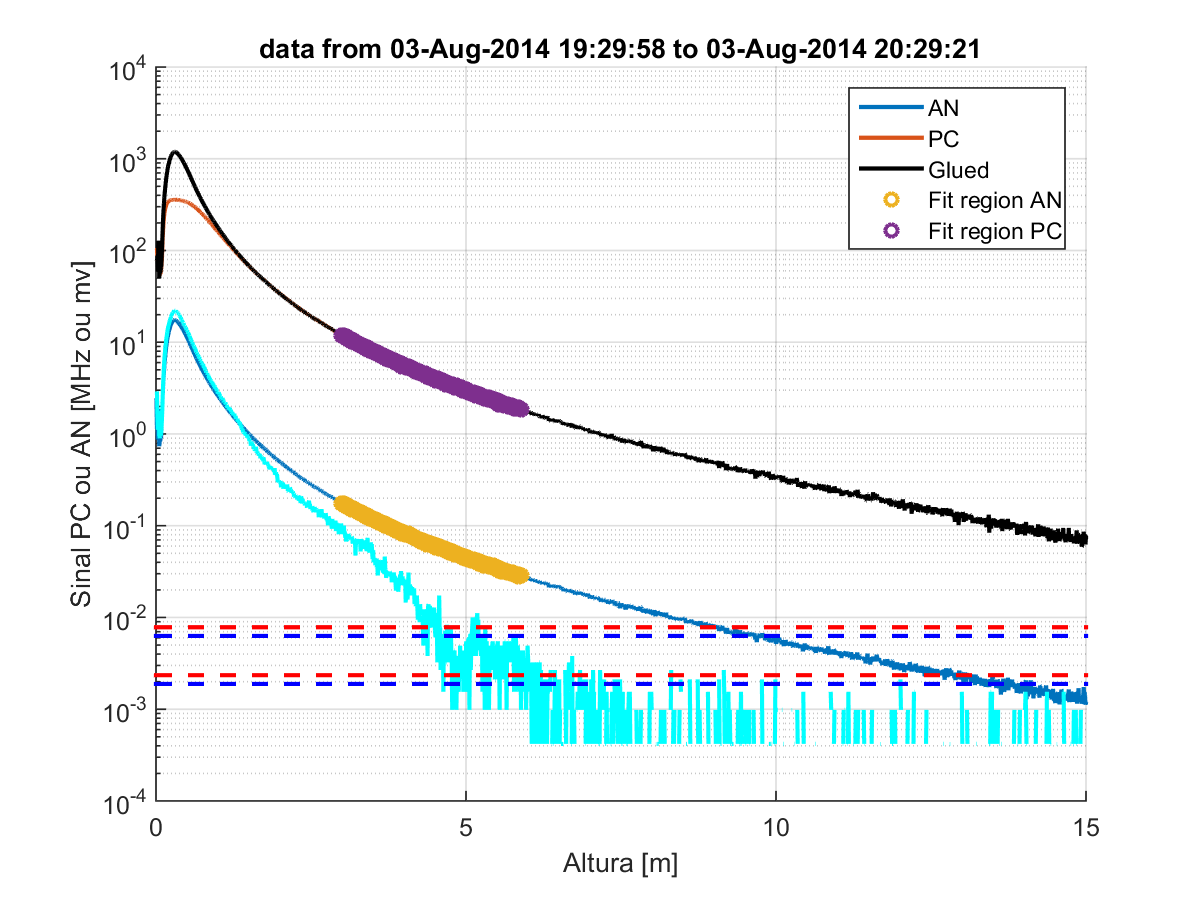 data from 03-Aug-2014 19:29:58 to 03-Aug-2014 20:29:21
10^4
10^3
10^2
10^1
10^0
10^-1
10^-2
10^-3
10^-4
Sinal PC ou AN [MHz ou mv]
AN
PC
Glued
Fit region AN
Fit region PC
0 5 10 15
Altura [m]